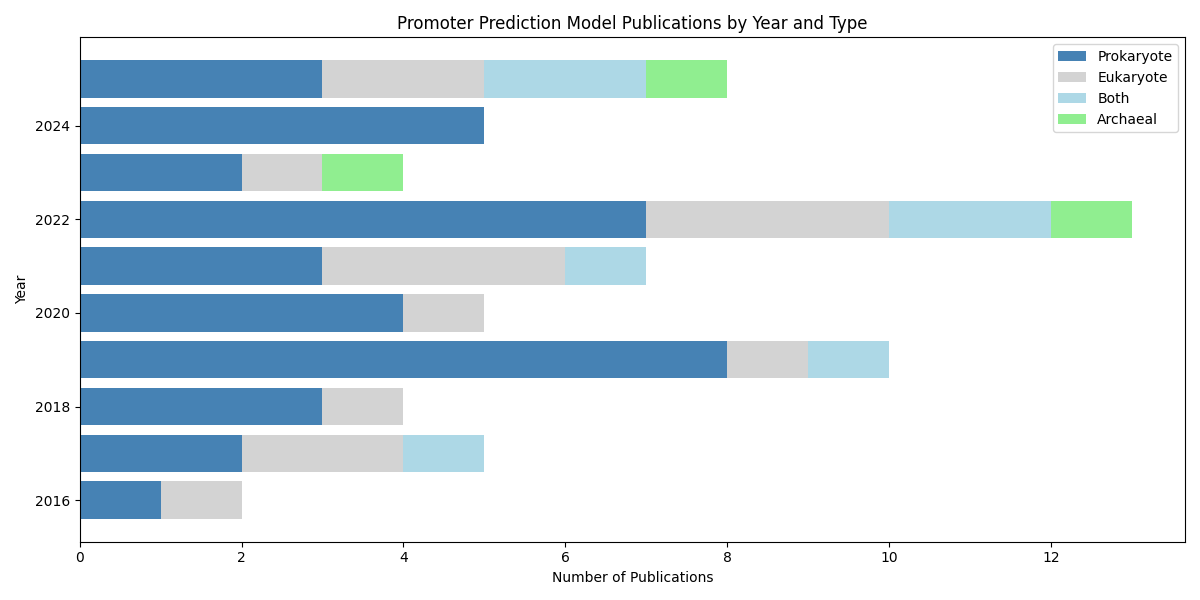 Promoter Prediction Model Publications by Year and Type
Prokaryote
Eukaryote
Both
Archaeal
Year
2024
2022
2020
2018
2016
0 2 4 6 8 10 12
Number of Publications